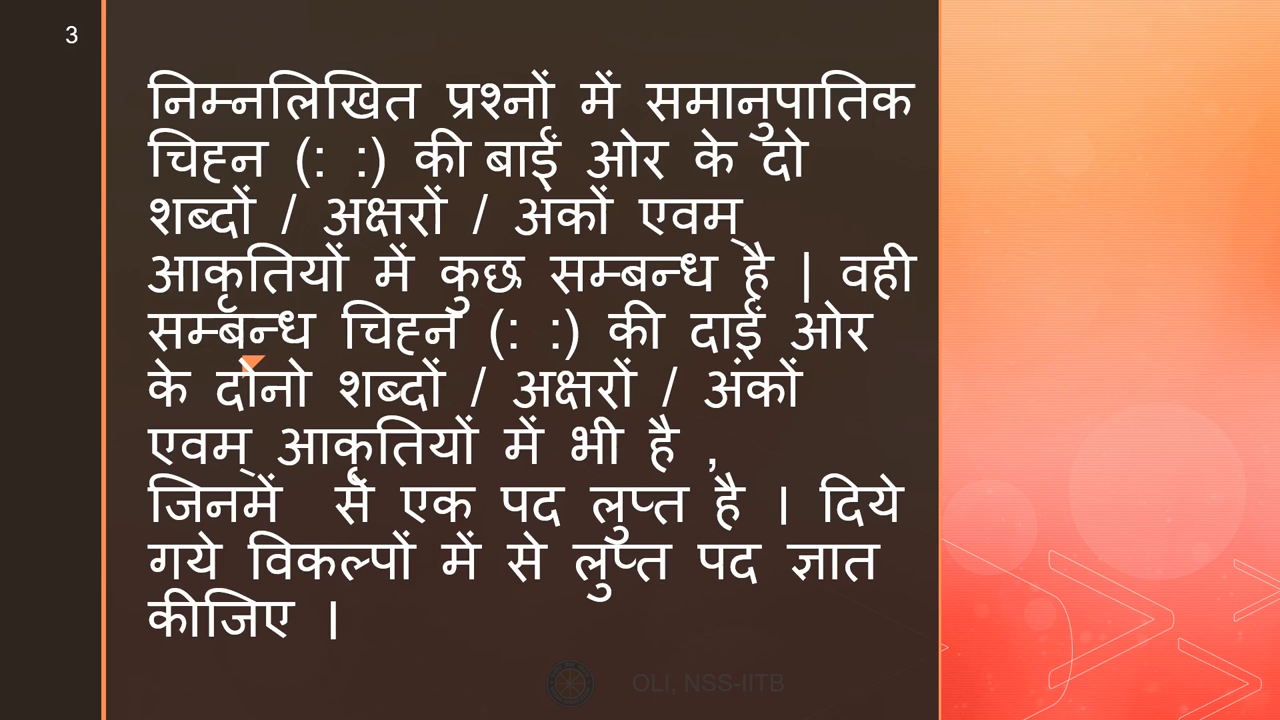 3
निम्नलिखित प्रश्नों में समानुपातिक
चिह्न (: :) की बाईं ओर के दो
शब्दों / अक्षरों / अंकों एवम्
आकृतियों में कुछ सम्बन्ध है | वही
सम्बन्ध चिह्न (: :) की दाईं ओर
के दोनो शब्दों / अक्षरों / अंकों
एवम् आकृतियों में भी है ,
जिनमें से एक पद लुप्त है । दिये
गये विकल्पों में से लुप्त पद ज्ञात
कीजिए ।
OLI, NSS-IITB